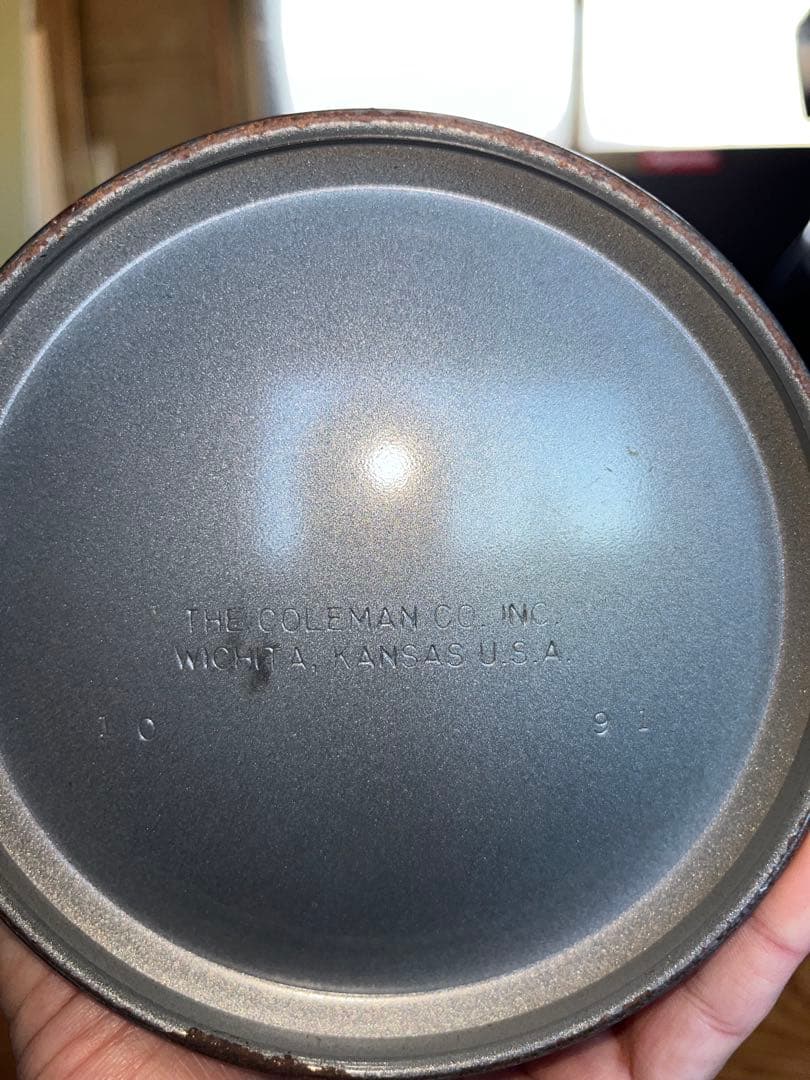 THE COLEMAN CO. INC.
WICHITA, KANSAS U.S.A.
10 91